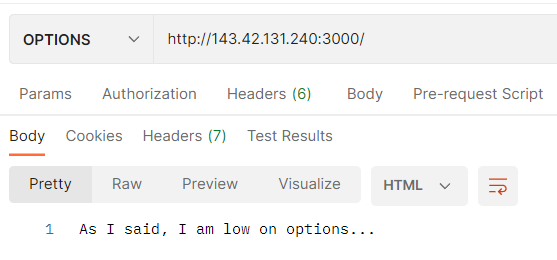 OPTIONS http://143.42.131.240:3000/
Params Authorization Headers (6) Body Pre-request Script
Body Cookies Headers (7) Test Results
Pretty Raw Preview Visualize HTML
1 As I said, I am low on options...